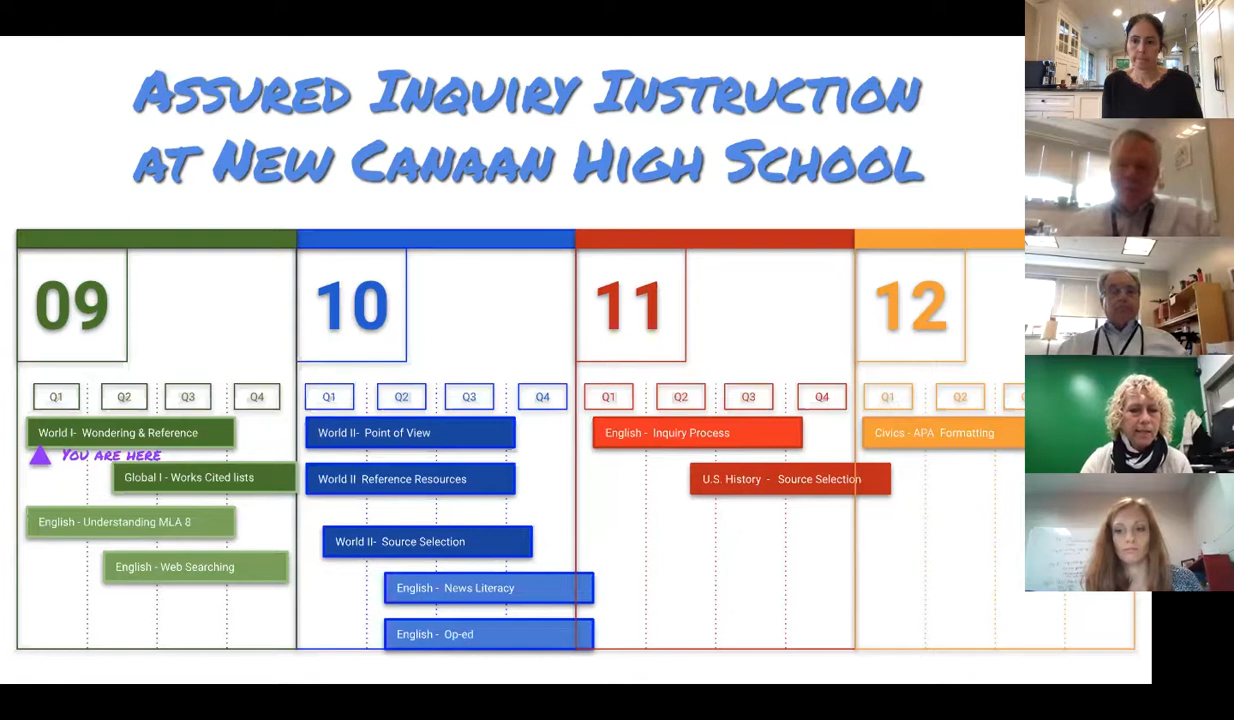 ASSURED INQUIRY INSTRUCTION
AT NEW CANAAN HIGH SCHOOL
09
10
11
12
Q1 Q2 Q3 Q4
Q1 Q2 Q3 Q4
Q1 Q2 Q3 Q4
Q1 Q2
World I- Wondering & Reference
YOU ARE HERE
Global I - Works Cited lists
English - Understanding MLA 8
English - Web Searching
World II- Point of View
World II Reference Resources
World II- Source Selection
English - News Literacy
English - Op-ed
English - Inquiry Process
U.S. History - Source Selection
Civics - APA Formatting